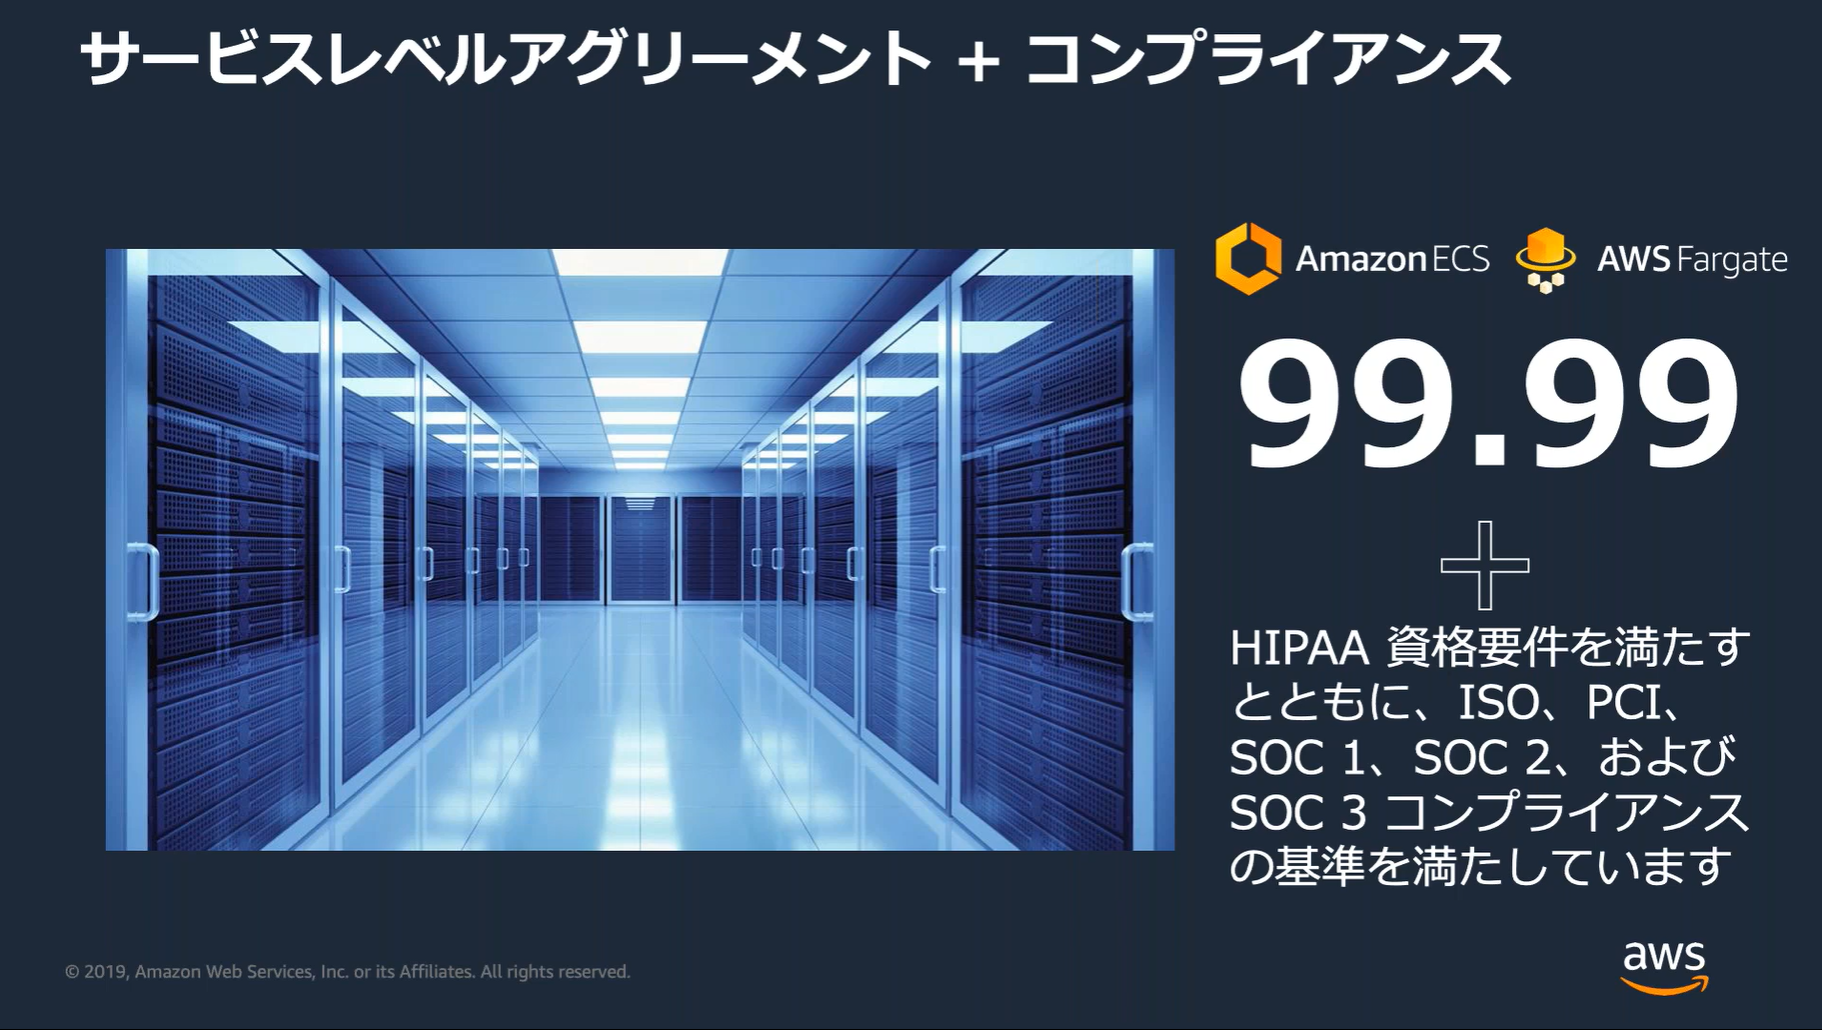 サービスレベルアグリーメント + コンプライアンス
Amazon ECS
AWS Fargate
99.99
HIPAA 資格要件を満たす
とともに、ISO、PCI、
SOC 1、SOC 2、および
SOC 3 コンプライアンス
の基準を満たしています
© 2019, Amazon Web Services, Inc. or its Affiliates. All rights reserved.
aws